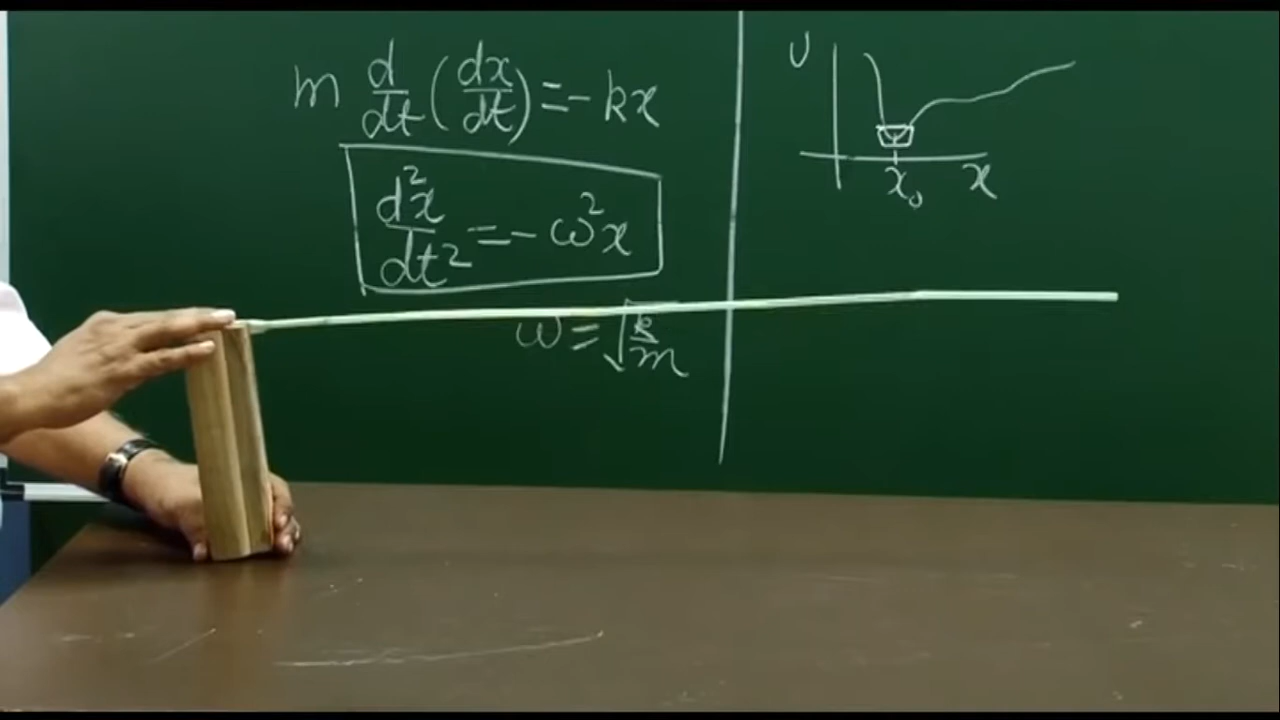 m d/dt (dx/dt) = -kx
d²x/dt² = -ω²x
ω = √(k/m)
U
x₀ x